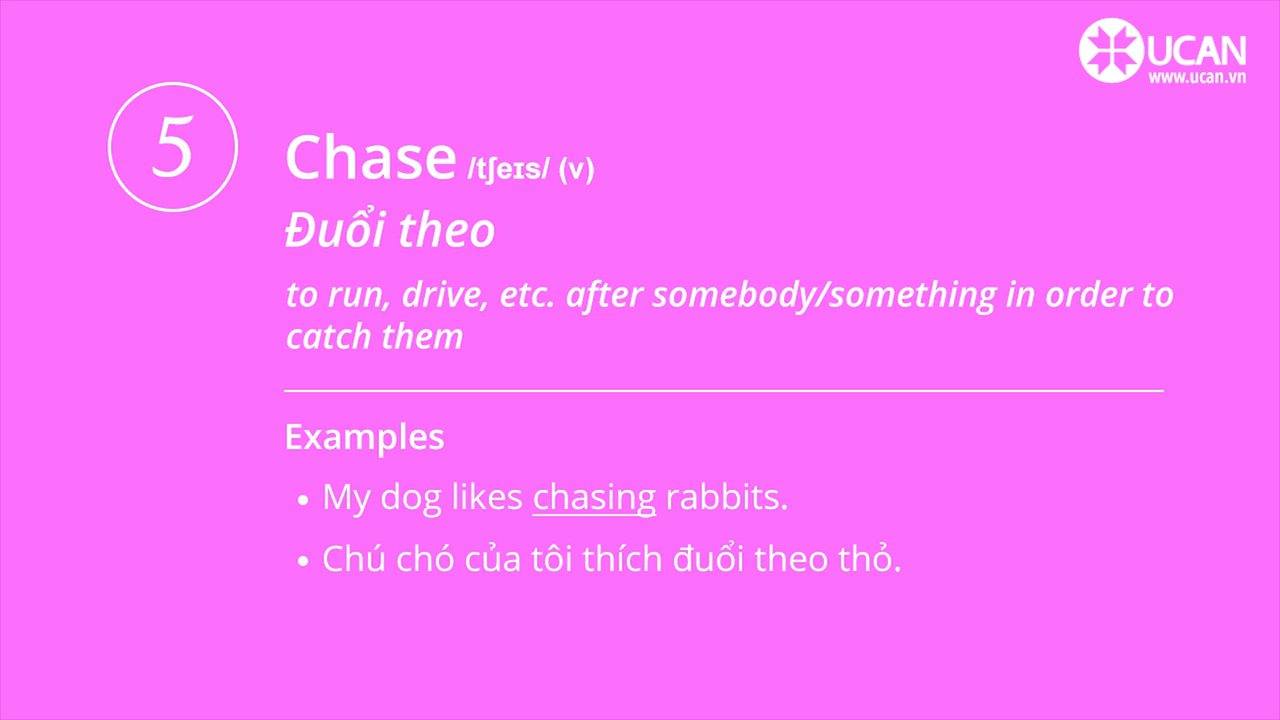 UCAN
www.ucan.vn
5
Chase /tʃeɪs/ (v)
Đuổi theo
to run, drive, etc. after somebody/something in order to
catch them
Examples
• My dog likes chasing rabbits.
• Chú chó của tôi thích đuổi theo thỏ.